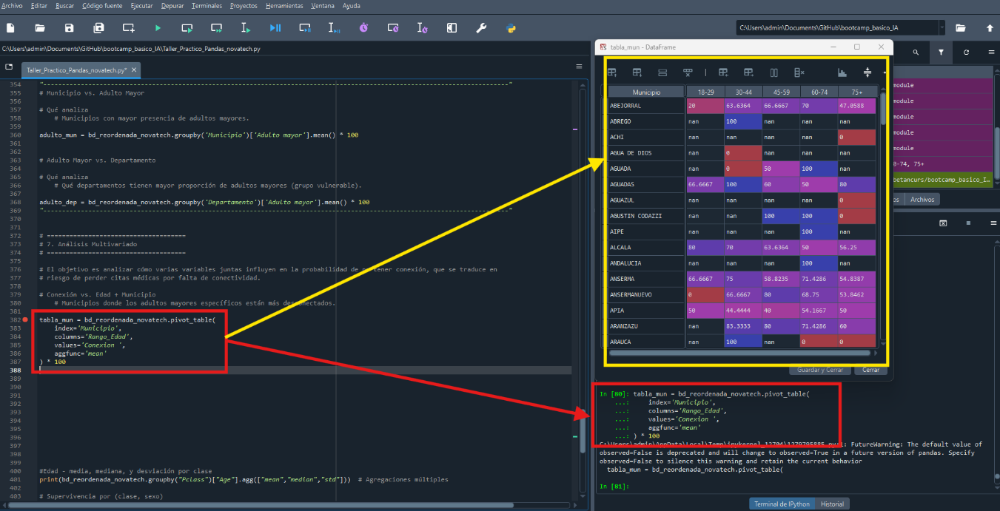 Archivo Editar Buscar Código fuente Ejecutar Depurar Terminales Proyectos Herramientas Ventana Ayuda
C:\Users\admin\Documents\GitHub\bootcamp_basico_IA
C:\Users\admin\Documents\GitHub\bootcamp_basico_IA\Taller_Practico_Pandas_novatech.py
Taller_Practico_Pandas_novatech.py*
354 "---------------------------------------------------------------------------"
355 # Municipio vs. Adulto Mayor
356
357 # Qué analiza
358 # Municipios con mayor presencia de adultos mayores.
359
360 adulto_mun = bd_reordenada_novatech.groupby('Municipio')['Adulto mayor'].mean() * 100
361
362
363 # Adulto Mayor vs. Departamento
364
365 # Qué analiza
366 # Qué departamentos tienen mayor proporción de adultos mayores (grupo vulnerable).
367
368 adulto_dep = bd_reordenada_novatech.groupby('Departamento')['Adulto mayor'].mean() * 100
369 "---------------------------------------------------------------------------"
370
371
372 # =====================================
373 # 7. Análisis Multivariado
374 # =====================================
375
376 # El objetivo es analizar cómo varias variables juntas influyen en la probabilidad de tener conexión, que se traduce en
377 # riesgo de perder citas médicas por falta de conectividad.
378
379 # Conexión vs. Edad + Municipio
380 # Municipios donde los adultos mayores específicos están más desconectados.
381
382 tabla_mun = bd_reordenada_novatech.pivot_table(
383 index='Municipio',
384 columns='Rango_Edad',
385 values='Conexion ',
386 aggfunc='mean'
387 ) * 100
388
389
390
391
392
393
394
395
396
397
398
399
400 #Edad - media, mediana, y desviación por clase
401 print(bd_reordenada_novatech.groupby("Pclass")["Age"].agg(["mean","median","std"])) # Agregaciones múltiples
402
403 # Supervivencia por (clase, sexo)
tabla_mun - DataFrame
Municipio 18-29 30-44 45-59 60-74 75+
ABEJORRAL 20 63.6364 66.6667 70 47.0588
ABREGO nan 100 nan nan nan
ACHI nan nan nan nan 0
AGUA DE DIOS nan 0 nan nan nan
AGUADA nan 0 50 100 nan
AGUADAS 66.6667 100 60 50 80
AGUAZUL nan nan nan nan 0
AGUSTIN CODAZZI nan nan 100 100 0
AIPE nan nan nan 100 nan
ALCALA 80 70 63.6364 50 56.25
ANDALUCIA nan nan nan 100 nan
ANSERMA 66.6667 75 58.8235 71.4286 54.8387
ANSERMANUEVO 0 66.6667 80 68.75 53.8462
APIA 50 44.4444 40 54.1667 50
ARANZAZU nan 83.3333 80 71.4286 60
ARAUCA nan 100 nan 0 0
Guardar y Cerrar Cerrar
module
module
module
module
module
0-74, 75+
betancurs/bootcamp_basico_I…
os Archivos
In [80]: tabla_mun = bd_reordenada_novatech.pivot_table(
...: index='Municipio',
...: columns='Rango_Edad',
...: values='Conexion ',
...: aggfunc='mean'
...: ) * 100
C:\Users\admin\AppData\Local\Temp\ipykernel_12704\1279795885.py:1: FutureWarning: The default value of
observed=False is deprecated and will change to observed=True in a future version of pandas. Specify
observed=False to silence this warning and retain the current behavior
tabla_mun = bd_reordenada_novatech.pivot_table(
In [81]:
Terminal de IPython Historial